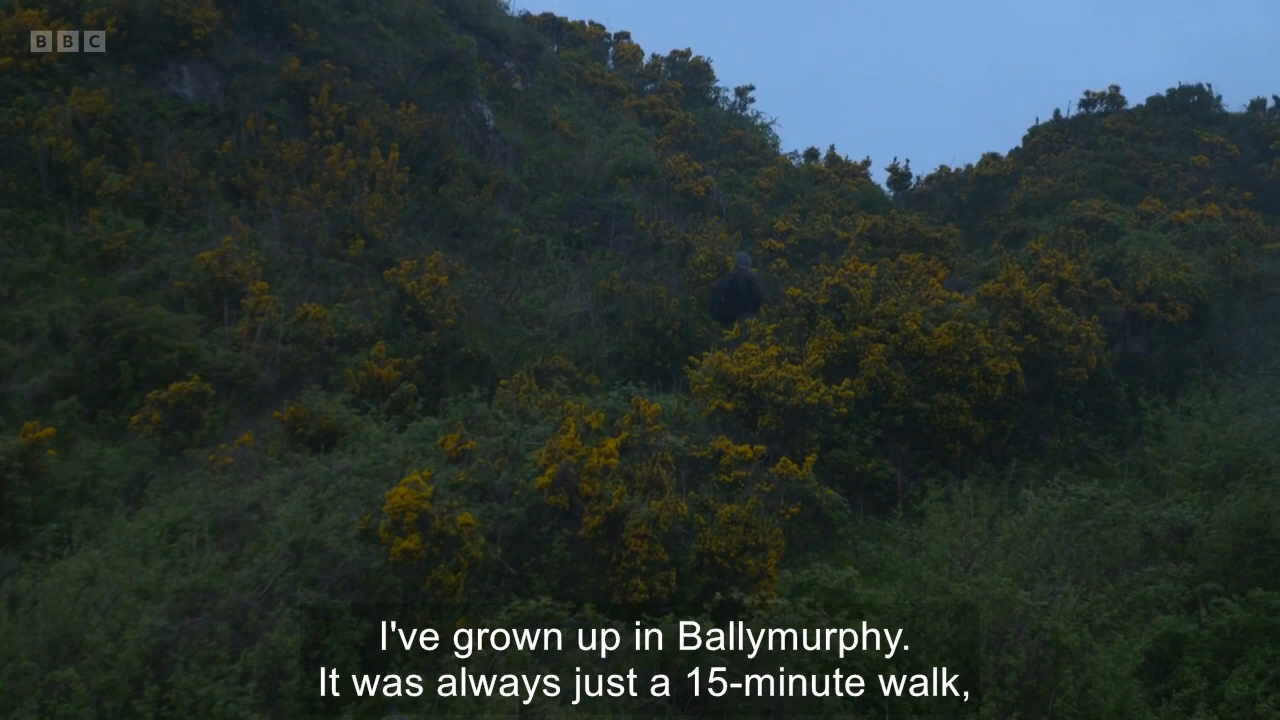 BBC
I've grown up in Ballymurphy.
It was always just a 15-minute walk,